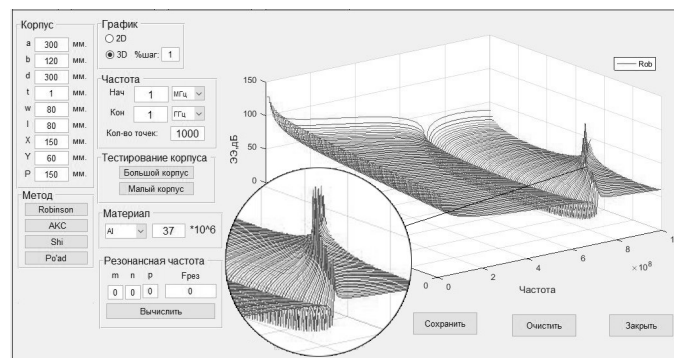 Корпус
a 300 мм.
b 120 мм.
d 300 мм.
t 1 мм.
w 80 мм.
l 80 мм.
X 150 мм.
Y 60 мм.
P 150 мм.
Метод
Robinson
АКС
Shi
Po'ad
График
2D
3D %шаг: 1
Частота
Нач 1 МГц
Кон 1 ГГц
Кол-во точек: 1000
Тестирование корпуса
Большой корпус
Малый корпус
Материал
Al 37 *10^6
Резонансная частота
m n p Fрез
0 0 0 0
Вычислить
Rob
150
100
50
0
ЭЭ,дБ
0
0
2
4
6
8
×10^8
Частота
Сохранить
Очистить
Закрыть